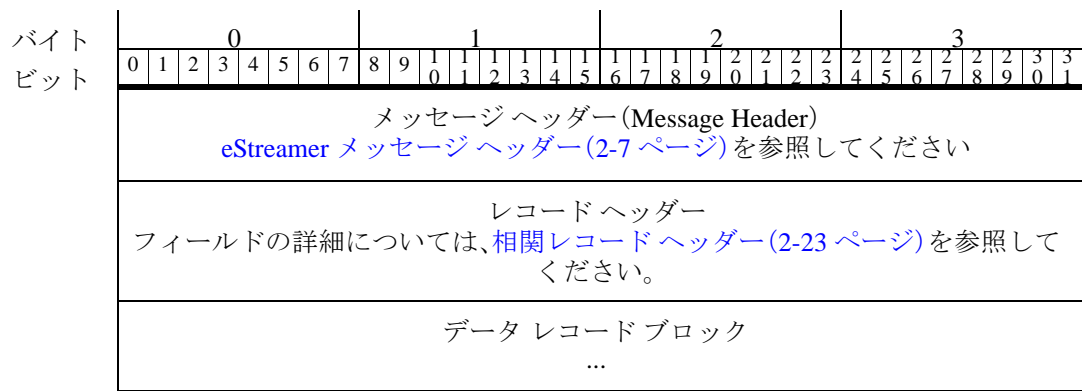 バイト 0 1 2 3
ビット 0 1 2 3 4 5 6 7 8 9 10 11 12 13 14 15 16 17 18 19 20 21 22 23 24 25 26 27 28 29 30 31
メッセージ ヘッダー(Message Header)
eStreamer メッセージ ヘッダー(2-7 ページ)を参照してください
レコード ヘッダー
フィールドの詳細については、相関レコード ヘッダー(2-23 ページ)を参照して
ください。
データ レコード ブロック
...